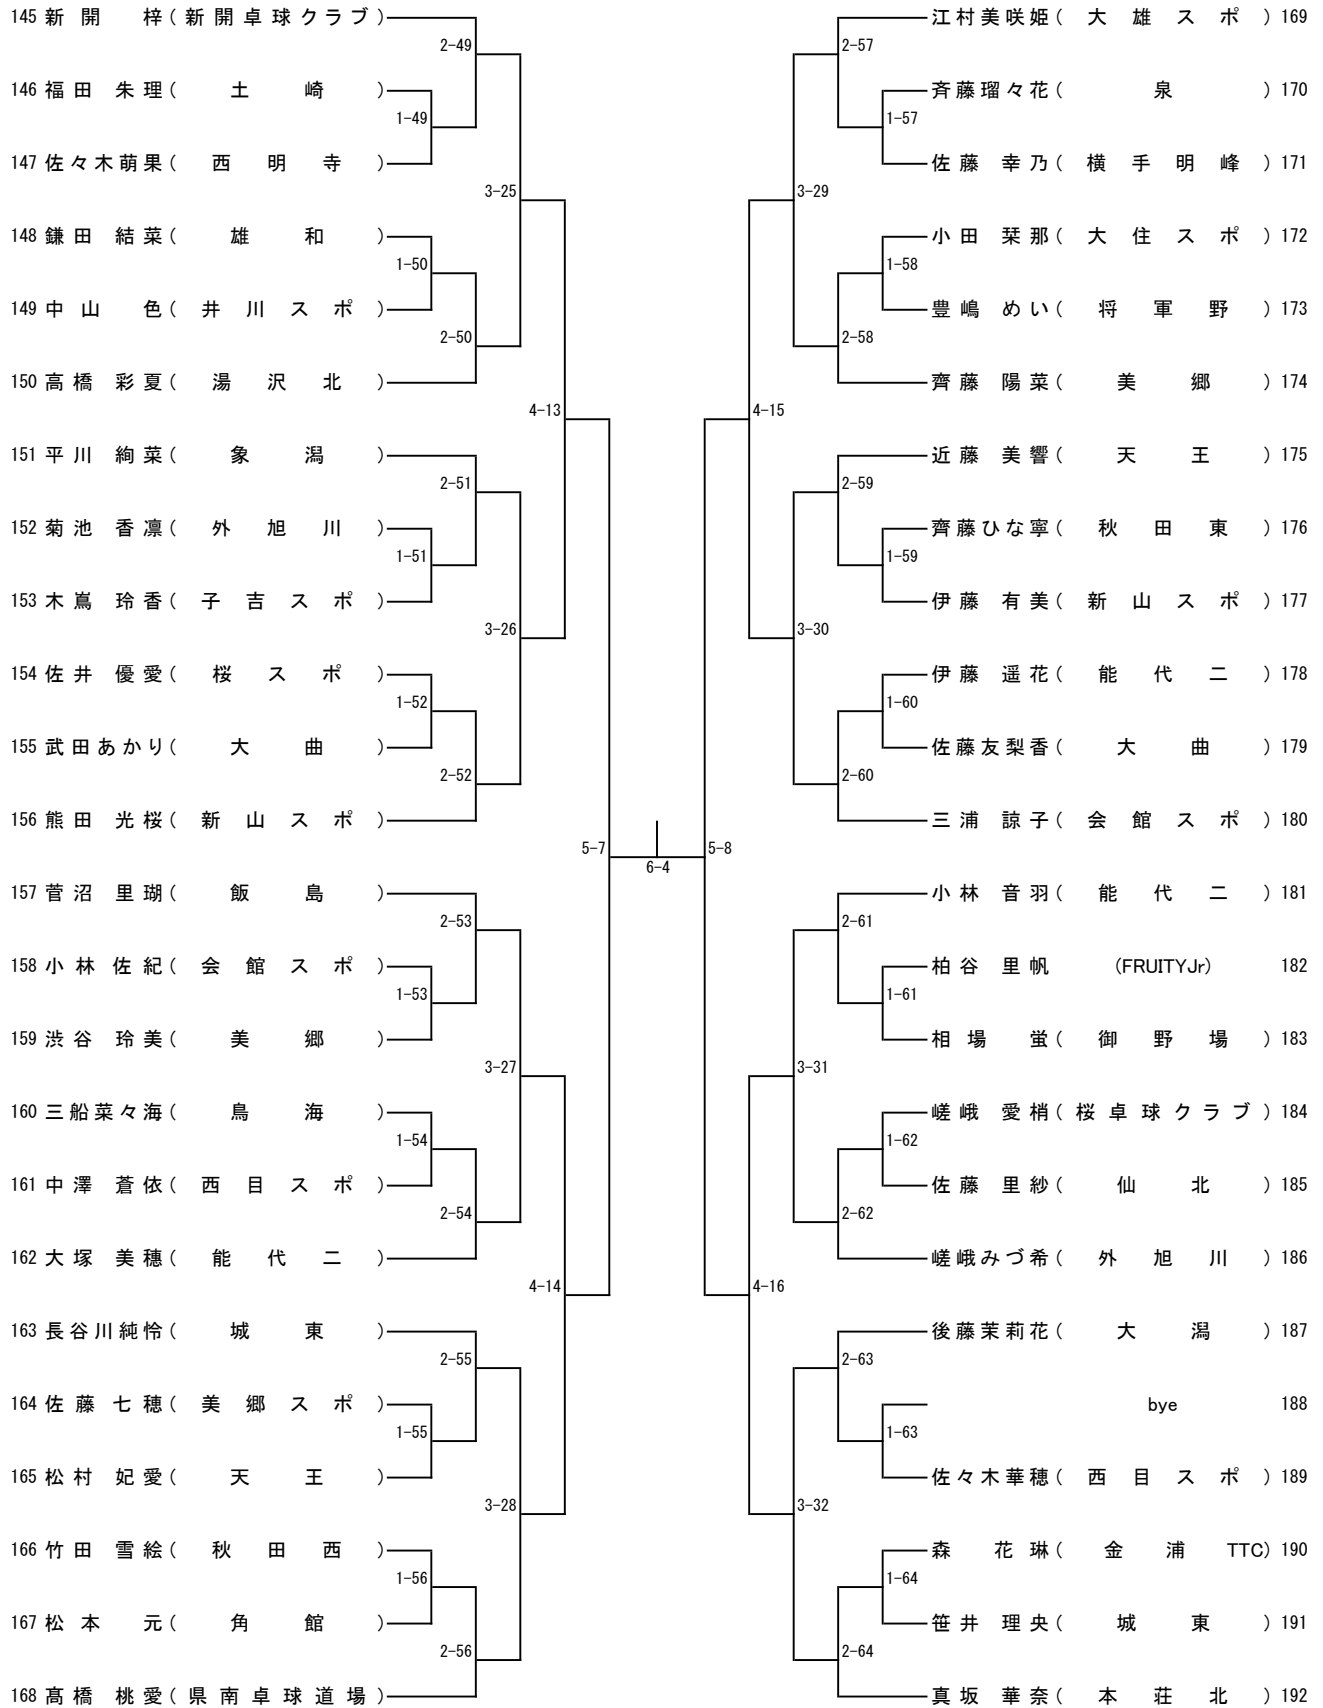 145 新開 梓 (新開卓球クラブ)
2-49
146 福田 朱理 (土崎)
1-49
147 佐々木萌果 (西明寺)
3-25
148 鎌田 結菜 (雄和)
1-50
149 中山 色 (井川スポ)
2-50
150 高橋 彩夏 (湯沢北)
4-13
151 平川 絢菜 (象潟)
2-51
152 菊池 香凛 (外旭川)
1-51
153 木嶌 玲香 (子吉スポ)
3-26
154 佐井 優愛 (桜スポ)
1-52
155 武田あかり (大曲)
2-52
156 熊田 光桜 (新山スポ)
5-7
157 菅沼 里瑚 (飯島)
2-53
158 小林 佐紀 (会館スポ)
1-53
159 渋谷 玲美 (美郷)
3-27
160 三船菜々海 (鳥海)
1-54
161 中澤 蒼依 (西目スポ)
2-54
162 大塚 美穂 (能代二)
4-14
163 長谷川純怜 (城東)
2-55
164 佐藤 七穂 (美郷スポ)
1-55
165 松村 妃愛 (天王)
3-28
166 竹田 雪絵 (秋田西)
1-56
167 松本 元 (角館)
2-56
168 髙橋 桃愛 (県南卓球道場)
6-4
江村美咲姫 (大雄スポ) 169
2-57
斉藤瑠々花 (泉) 170
1-57
佐藤 幸乃 (横手明峰) 171
3-29
小田 栞那 (大住スポ) 172
1-58
豊嶋 めい (将軍野) 173
2-58
齊藤 陽菜 (美郷) 174
4-15
近藤 美響 (天王) 175
2-59
齊藤ひな寧 (秋田東) 176
1-59
伊藤 有美 (新山スポ) 177
3-30
伊藤 遥花 (能代二) 178
1-60
佐藤友梨香 (大曲) 179
2-60
三浦 諒子 (会館スポ) 180
5-8
小林 音羽 (能代二) 181
2-61
柏谷 里帆 (FRUITYJr) 182
1-61
相場 蛍 (御野場) 183
3-31
嵯峨 愛梢 (桜卓球クラブ) 184
1-62
佐藤 里紗 (仙北) 185
2-62
嵯峨みづ希 (外旭川) 186
4-16
後藤茉莉花 (大潟) 187
2-63
bye 188
1-63
佐々木華穂 (西目スポ) 189
3-32
森 花琳 (金浦TTC) 190
1-64
笹井 理央 (城東) 191
2-64
真坂 華奈 (本荘北) 192